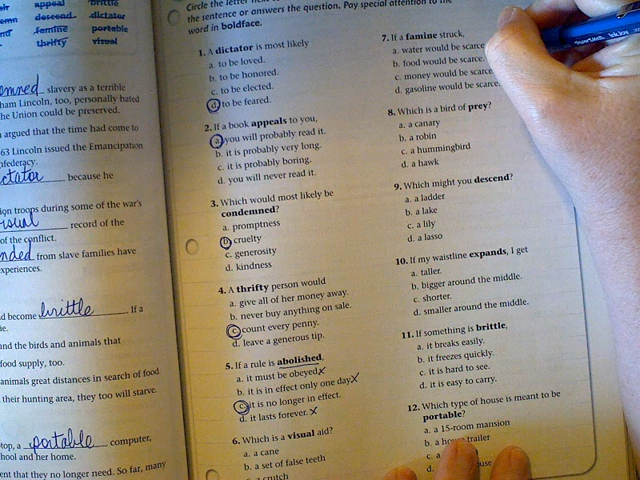 appeal brittle
descend dictator
famine portable
thrifty visual
slavery as a terrible
ham Lincoln, too, personally hated
the Union could be preserved.
argued that the time had come to
63 Lincoln issued the Emancipation
nfederacy.
ctator because he
ion troops during some of the war's
isual record of the
of the conflict.
nded from slave families have
experiences.
d become brittle . If a
and the birds and animals that
food supply, too.
animals great distances in search of food
their hunting area, they too will starve.
top, a portable computer,
hool and her home.
ent that they no longer need. So far, many
Circle the letter next to
the sentence or answers the question. Pay special attention to the
word in boldface.
1. A dictator is most likely
a. to be loved.
b. to be honored.
c. to be elected.
d. to be feared.
2. If a book appeals to you,
a. you will probably read it.
b. it is probably very long.
c. it is probably boring.
d. you will never read it.
3. Which would most likely be
condemned?
a. promptness
b. cruelty
c. generosity
d. kindness
4. A thrifty person would
a. give all of her money away.
b. never buy anything on sale.
c. count every penny.
d. leave a generous tip.
5. If a rule is abolished,
a. it must be obeyed. x
b. it is in effect only one day. x
c. it is no longer in effect.
d. it lasts forever. x
6. Which is a visual aid?
a. a cane
b. a set of false teeth
c. a crutch
7. If a famine struck,
a. water would be scarce.
b. food would be scarce.
c. money would be scarce.
d. gasoline would be scarce.
8. Which is a bird of prey?
a. a canary
b. a robin
c. a hummingbird
d. a hawk
9. Which might you descend?
a. a ladder
b. a lake
c. a lily
d. a lasso
10. If my waistline expands, I get
a. taller.
b. bigger around the middle.
c. shorter.
d. smaller around the middle.
11. If something is brittle,
a. it breaks easily.
b. it freezes quickly.
c. it is hard to see.
d. it is easy to carry.
12. Which type of house is meant to be
portable?
a. a 15-room mansion
b. a house trailer
c. a
d.